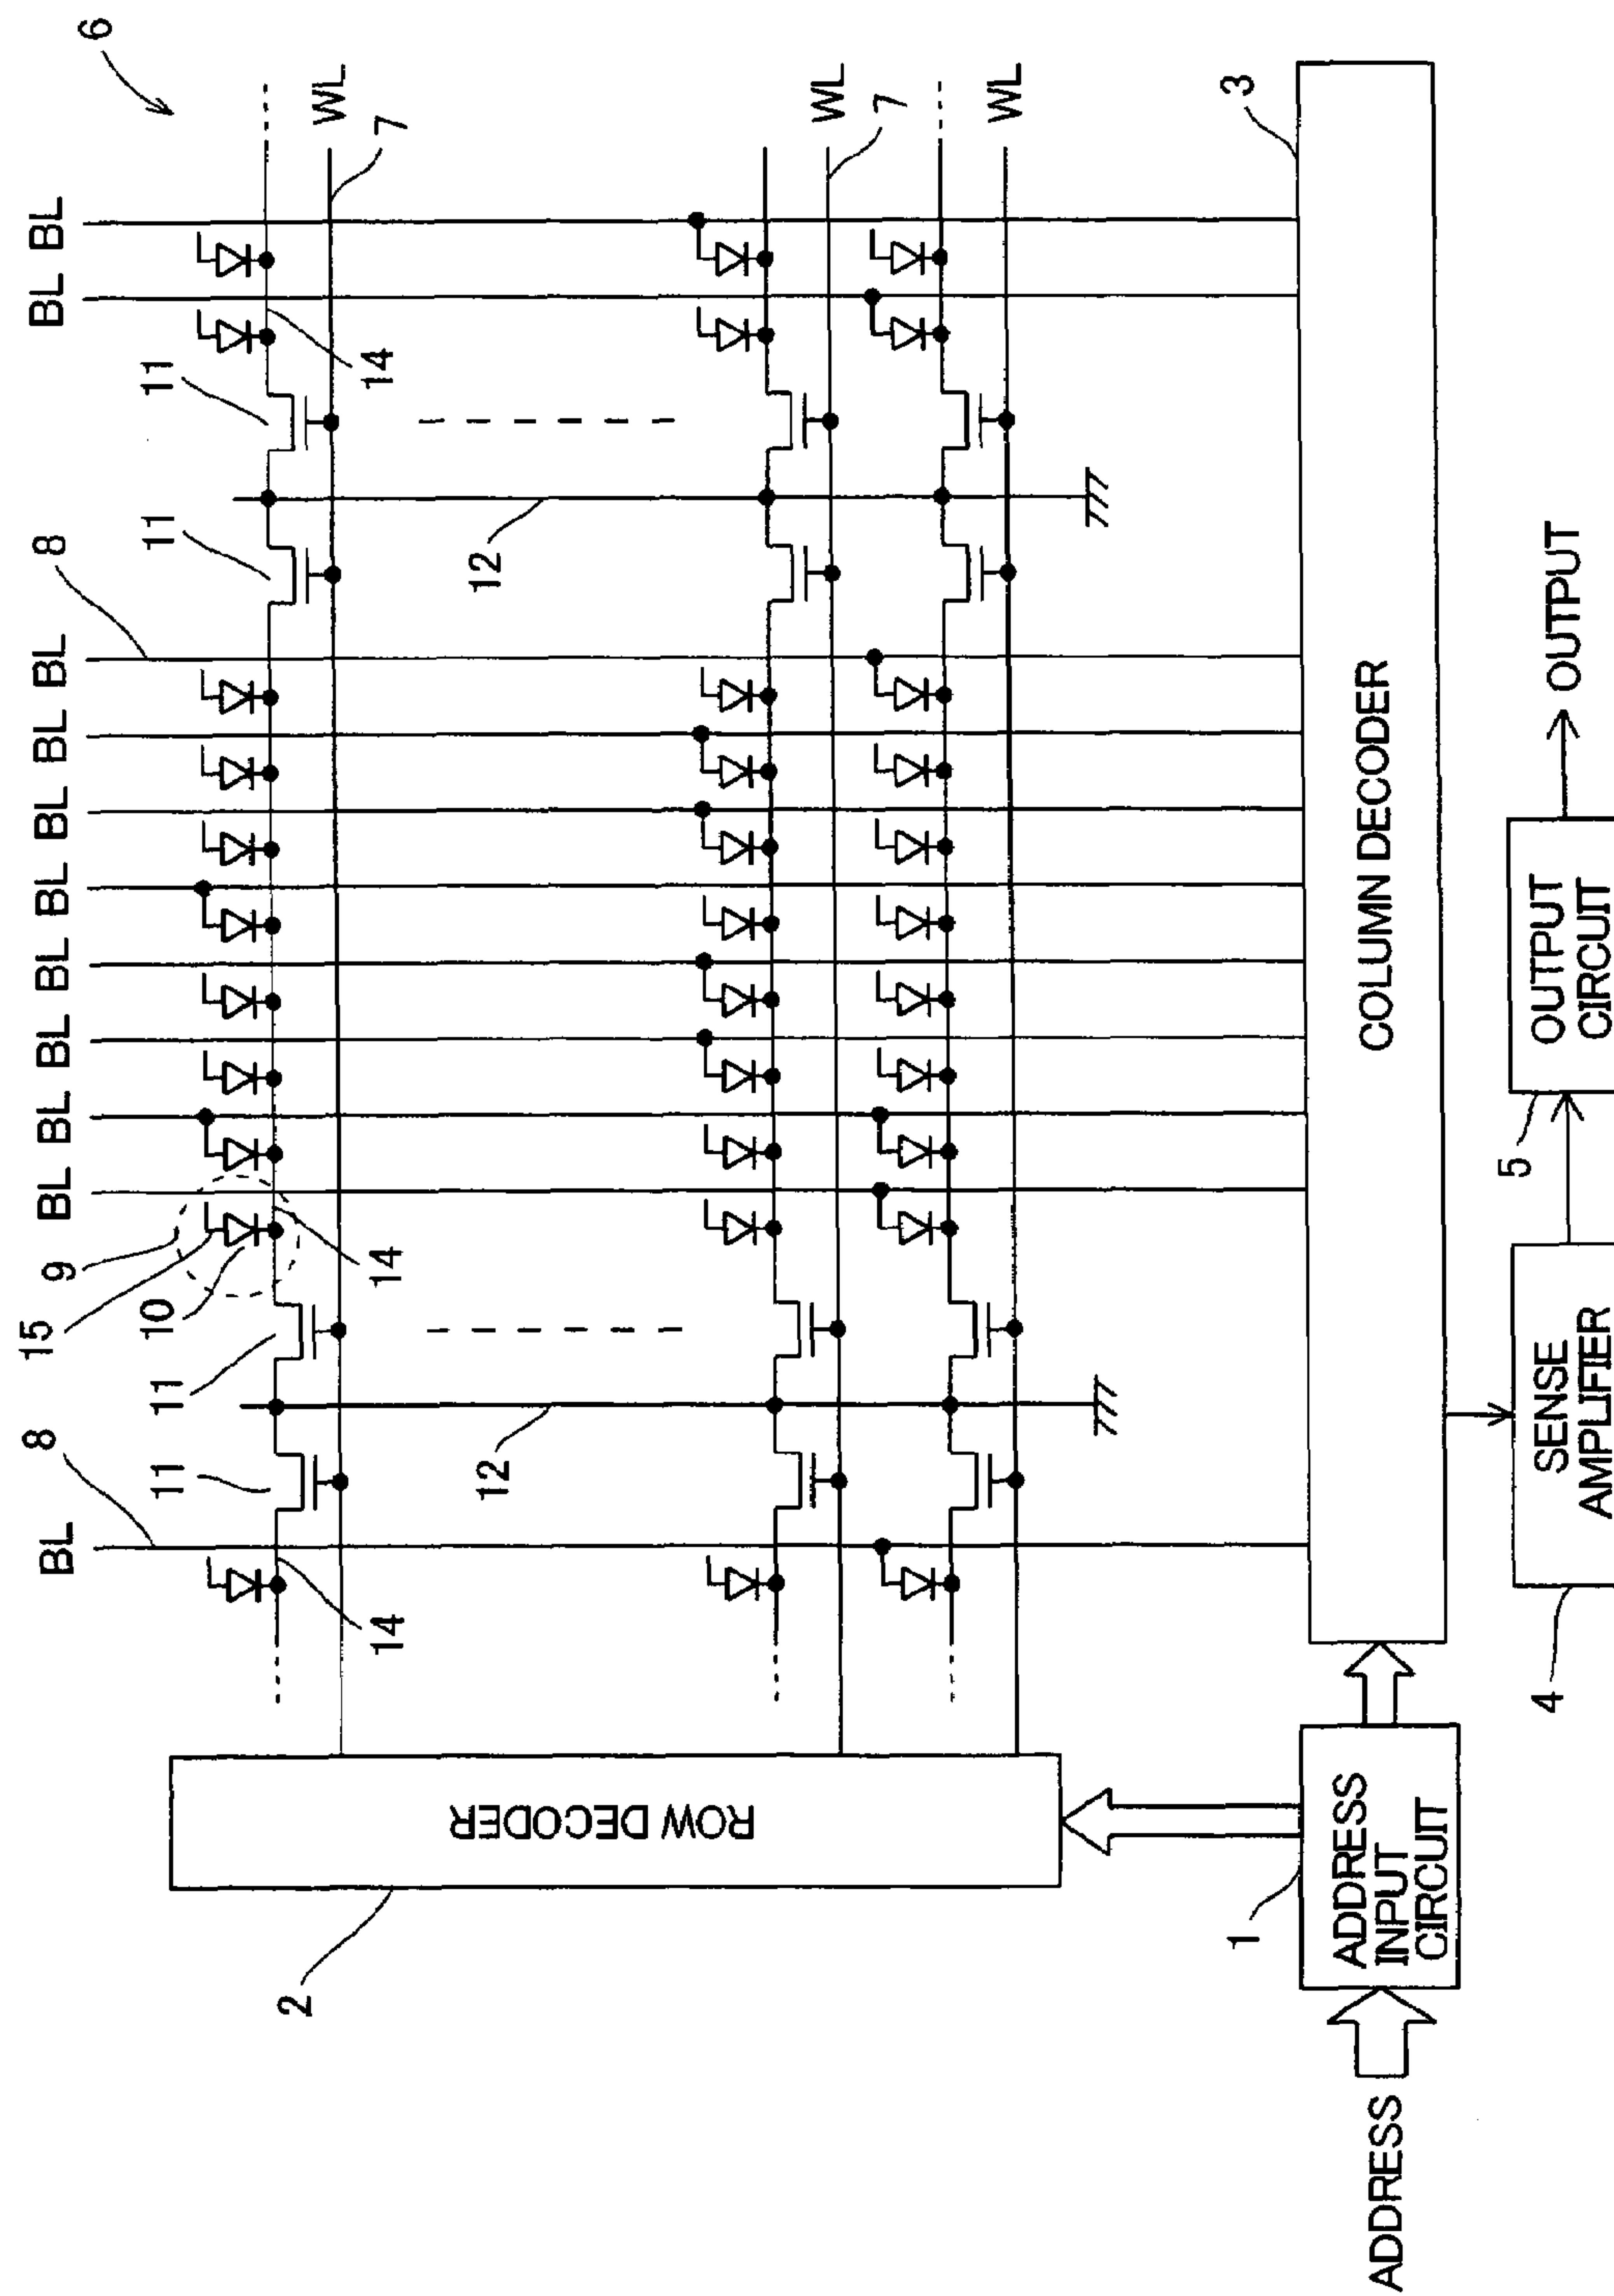 6
BL
BL BL BL BL BL BL BL BL
BL BL
8
8
9
15
10
11
11
11
11
14
14
14
WL
7
12
12
WL
7
WL
ROW DECODER
2
3
COLUMN DECODER
1
ADDRESS
INPUT
CIRCUIT
ADDRESS
4
SENSE
AMPLIFIER
5
OUTPUT
CIRCUIT
OUTPUT